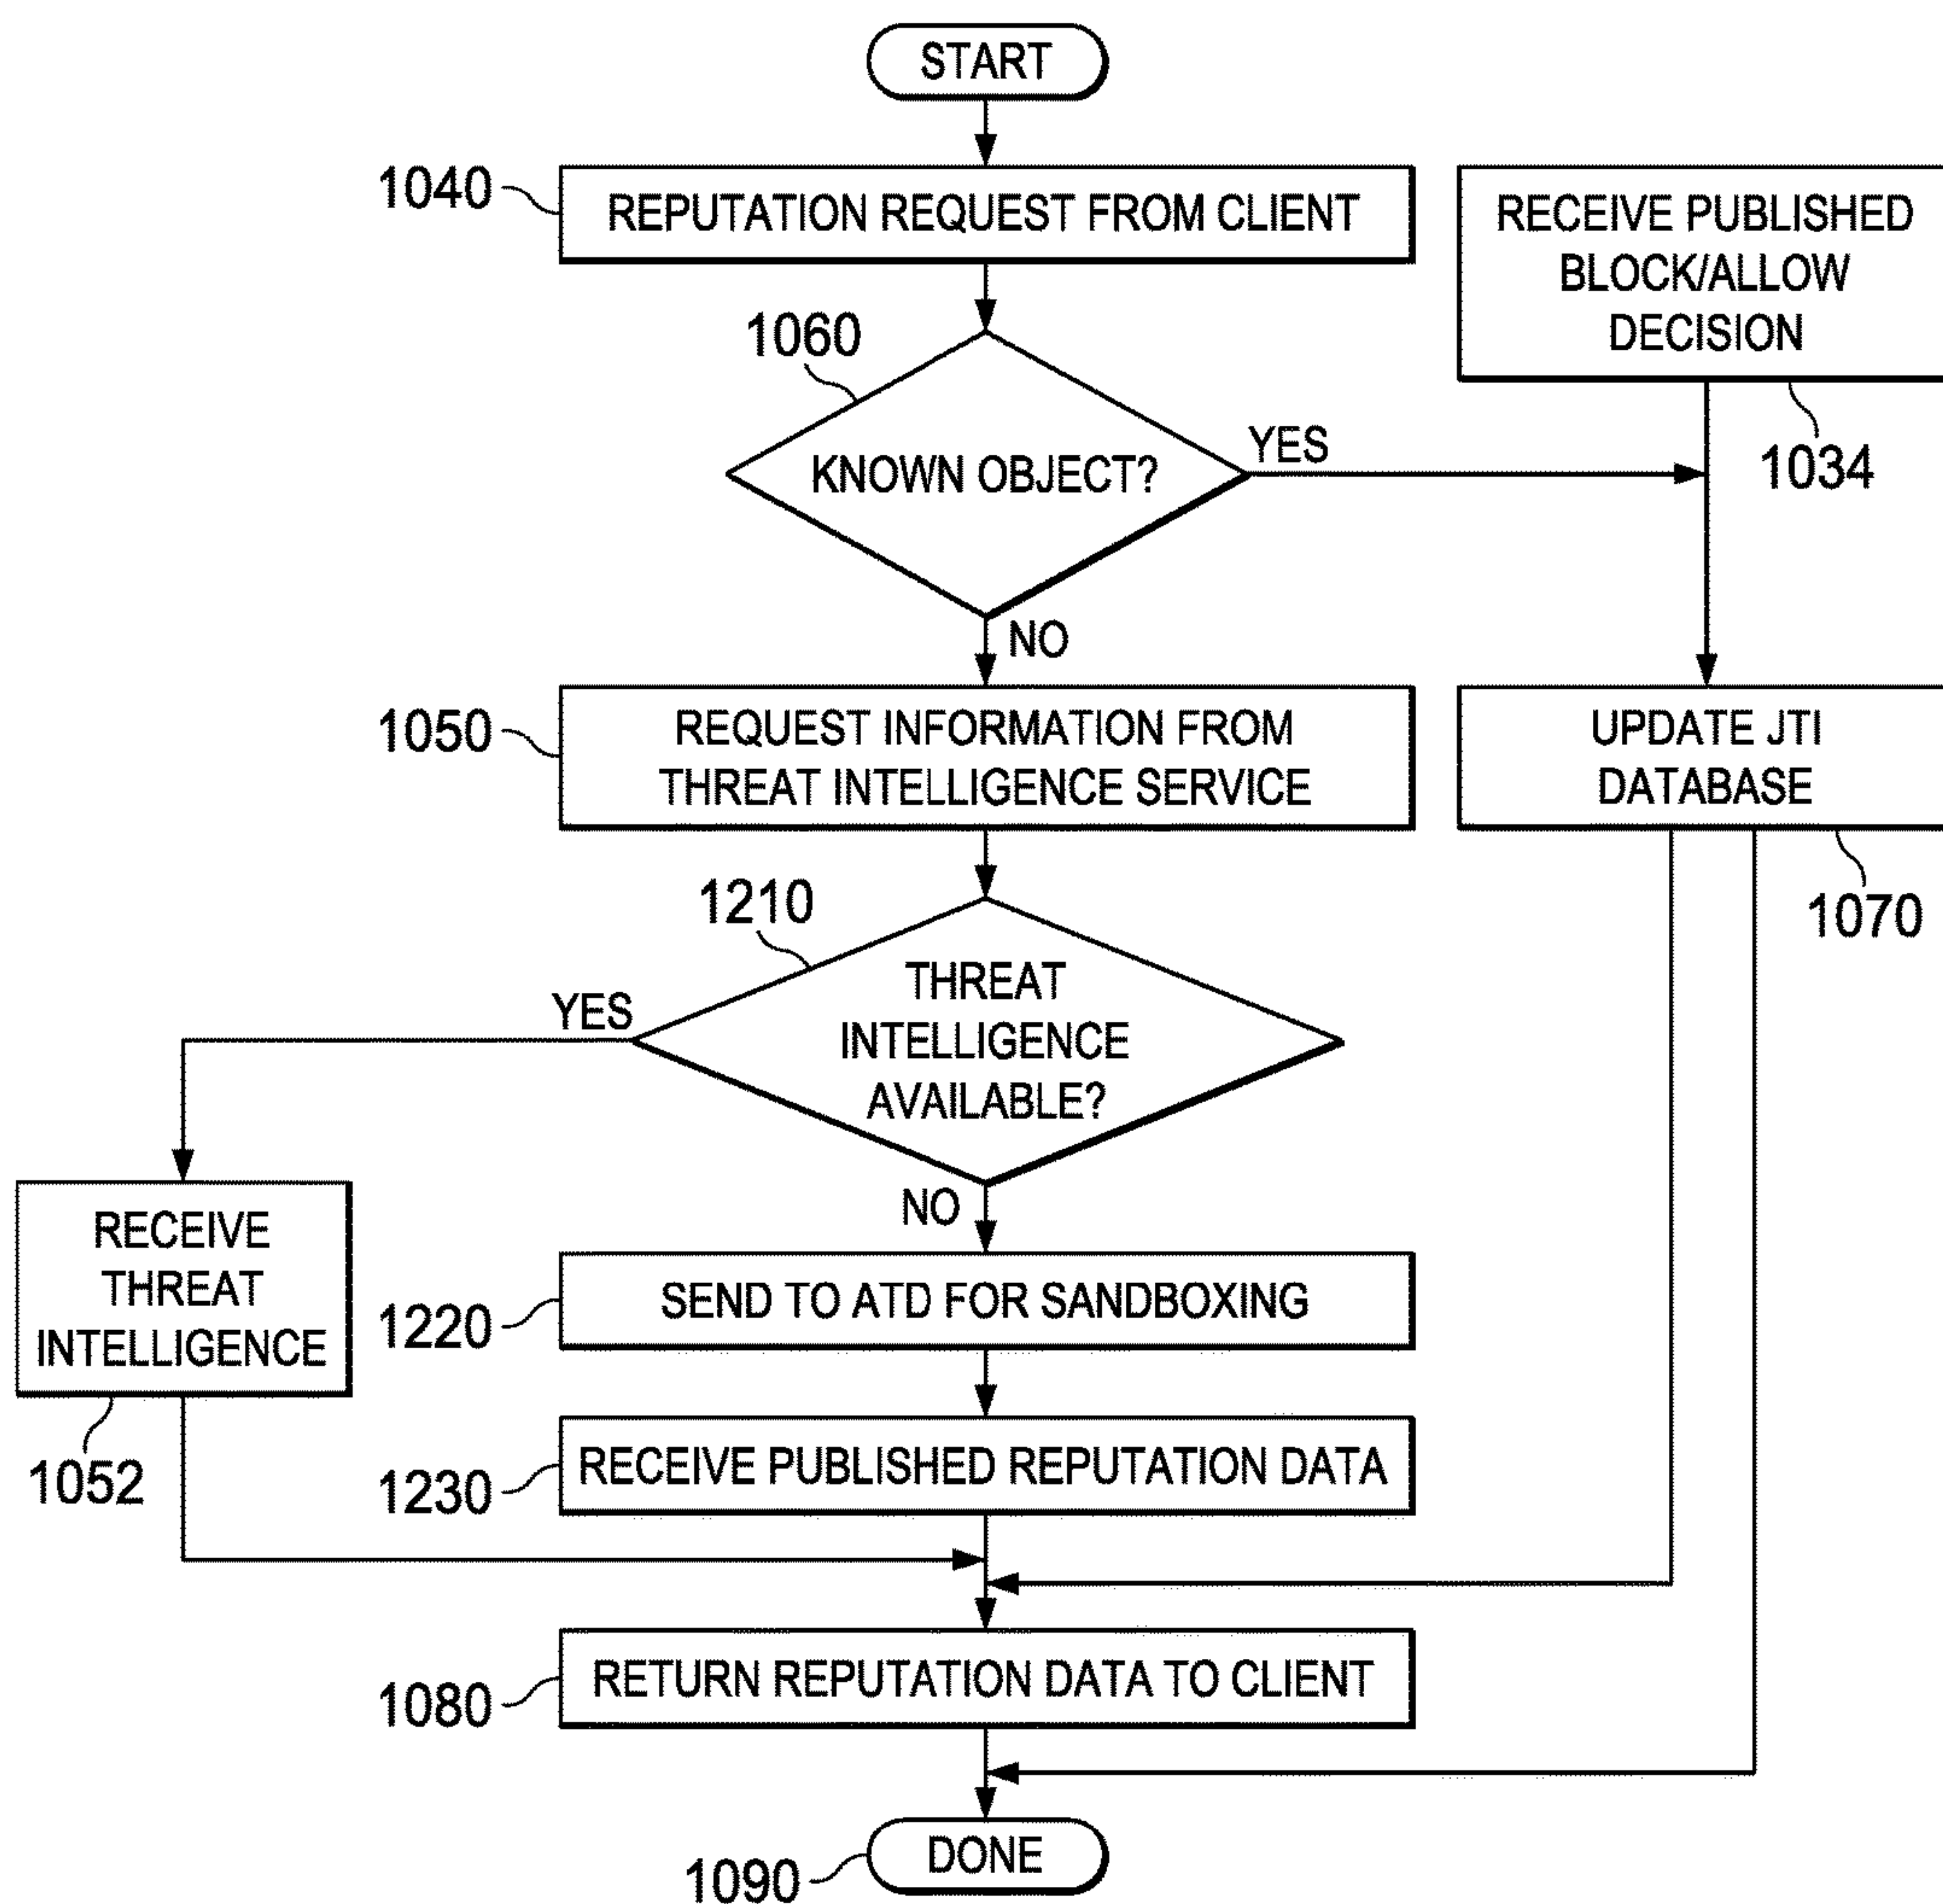 START
1040
REPUTATION REQUEST FROM CLIENT
RECEIVE PUBLISHED
BLOCK/ALLOW
DECISION
1034
1060
KNOWN OBJECT?
YES
NO
1050
REQUEST INFORMATION FROM
THREAT INTELLIGENCE SERVICE
UPDATE JTI
DATABASE
1070
1210
THREAT
INTELLIGENCE
AVAILABLE?
YES
NO
RECEIVE
THREAT
INTELLIGENCE
1052
1220
SEND TO ATD FOR SANDBOXING
1230
RECEIVE PUBLISHED REPUTATION DATA
1080
RETURN REPUTATION DATA TO CLIENT
1090
DONE